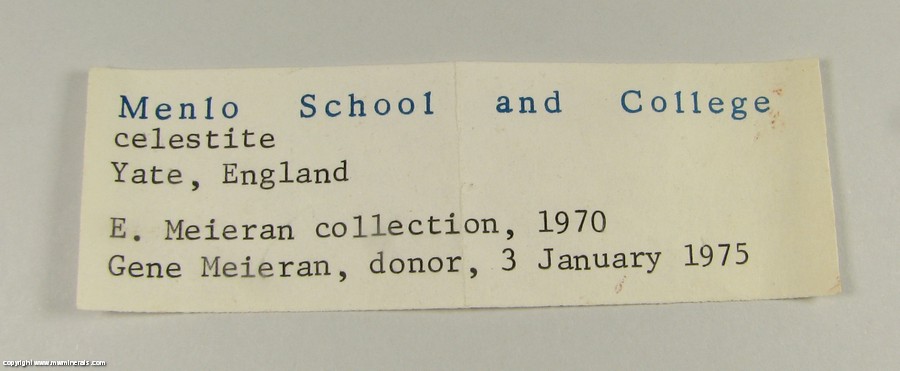 Menlo School and College
celestite
Yate, England
E. Meieran collection, 1970
Gene Meieran, donor, 3 January 1975
copyright www.mwminerals.com